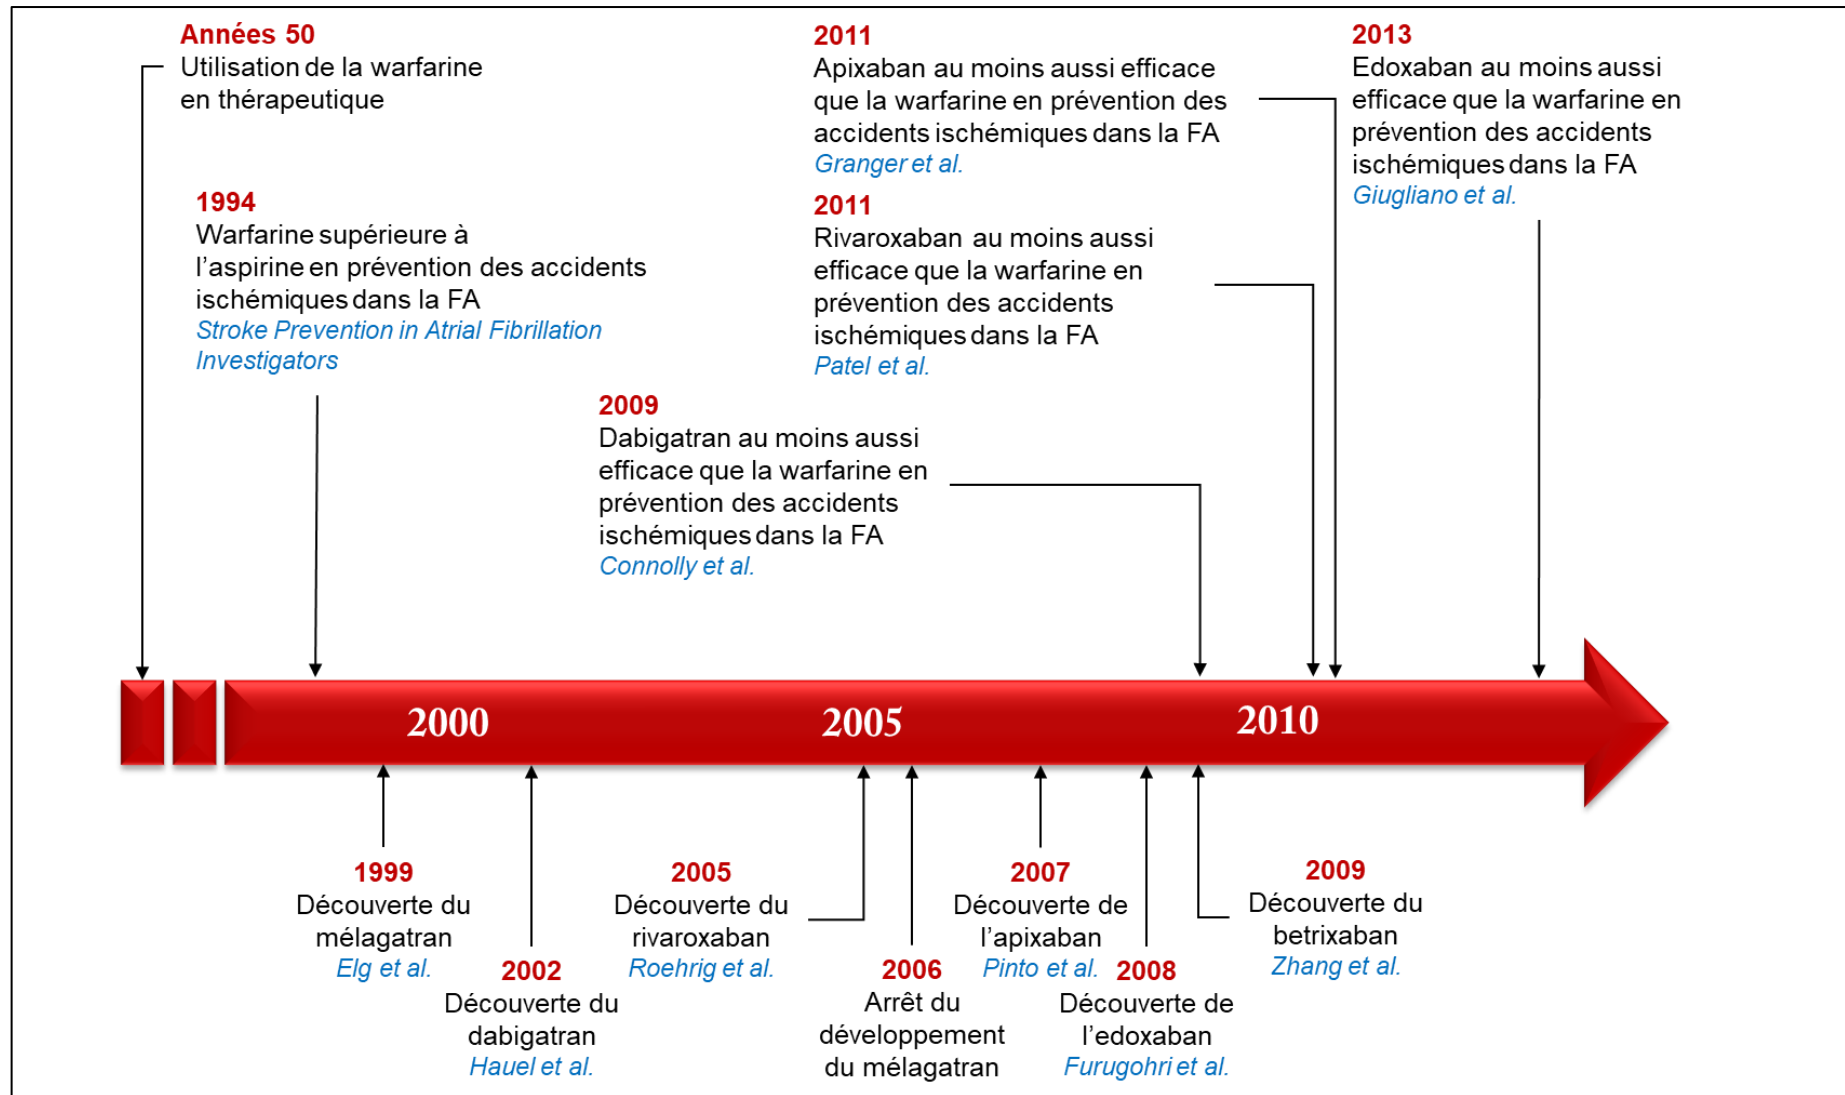 Années 50
Utilisation de la warfarine
en thérapeutique
1994
Warfarine supérieure à
l’aspirine en prévention des accidents
ischémiques dans la FA
Stroke Prevention in Atrial Fibrillation
Investigators
2009
Dabigatran au moins aussi
efficace que la warfarine en
prévention des accidents
ischémiques dans la FA
Connolly et al.
2011
Apixaban au moins aussi efficace
que la warfarine en prévention des
accidents ischémiques dans la FA
Granger et al.
2011
Rivaroxaban au moins aussi
efficace que la warfarine en
prévention des accidents
ischémiques dans la FA
Patel et al.
2013
Edoxaban au moins aussi
efficace que la warfarine en
prévention des accidents
ischémiques dans la FA
Giugliano et al.
2000
2005
2010
1999
Découverte du
mélagatran
Elg et al.
2002
Découverte du
dabigatran
Hauel et al.
2005
Découverte du
rivaroxaban
Roehrig et al.
2006
Arrêt du
développement
du mélagatran
2007
Découverte de
l’apixaban
Pinto et al.
2008
Découverte de
l’edoxaban
Furugohri et al.
2009
Découverte du
betrixaban
Zhang et al.